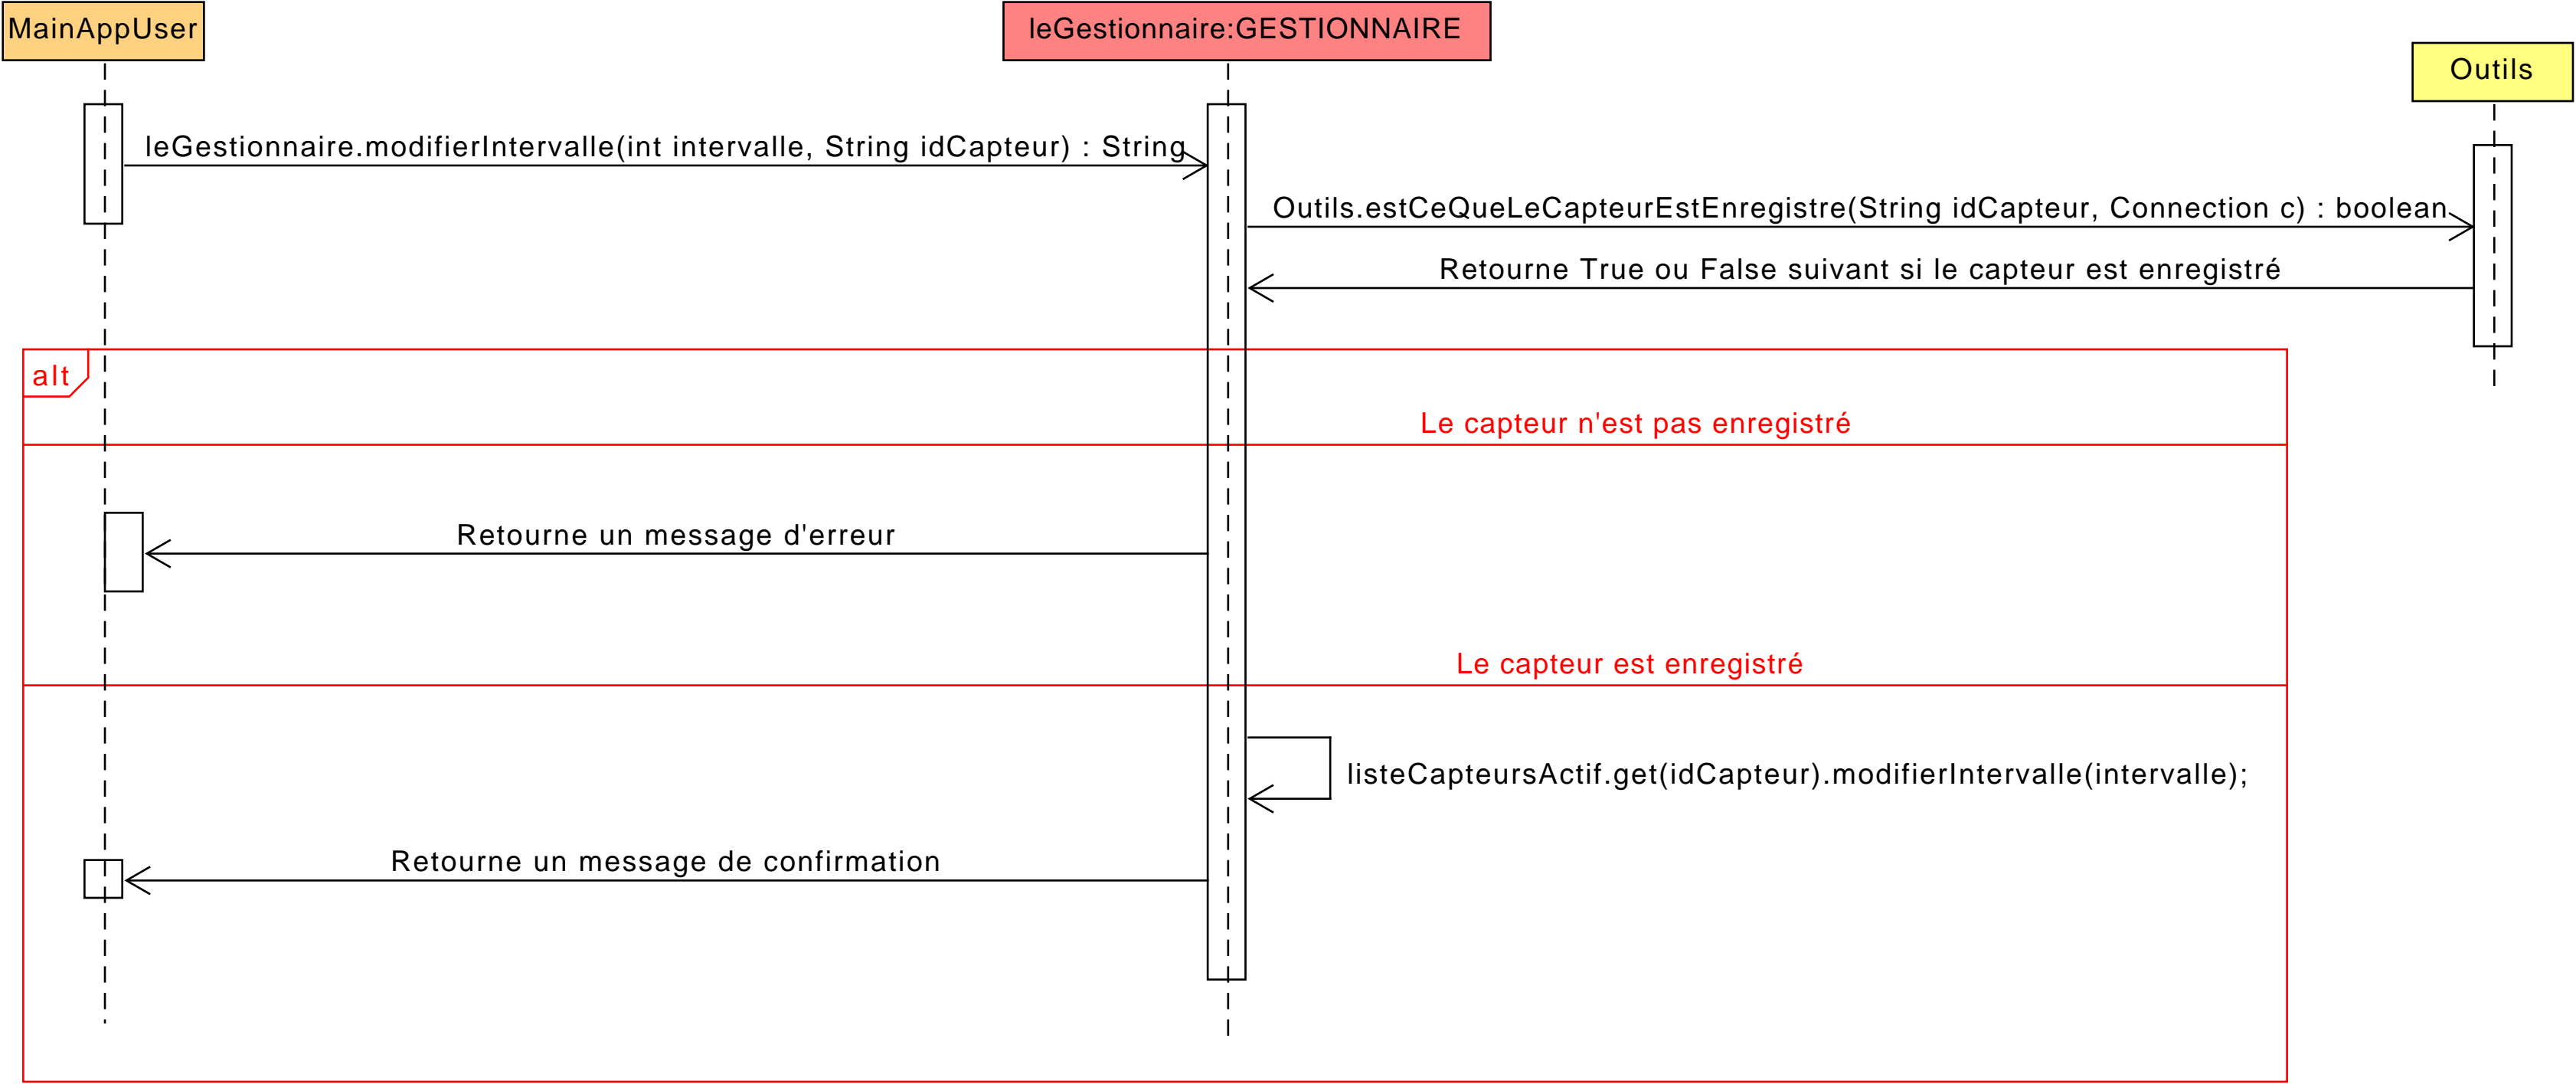 MainAppUser
leGestionnaire:GESTIONNAIRE
Outils
leGestionnaire.modifierIntervalle(int intervalle, String idCapteur) : String
Outils.estCeQueLeCapteurEstEnregistre(String idCapteur, Connection c) : boolean
Retourne True ou False suivant si le capteur est enregistré
alt
Le capteur n'est pas enregistré
Retourne un message d'erreur
Le capteur est enregistré
listeCapteursActif.get(idCapteur).modifierIntervalle(intervalle);
Retourne un message de confirmation